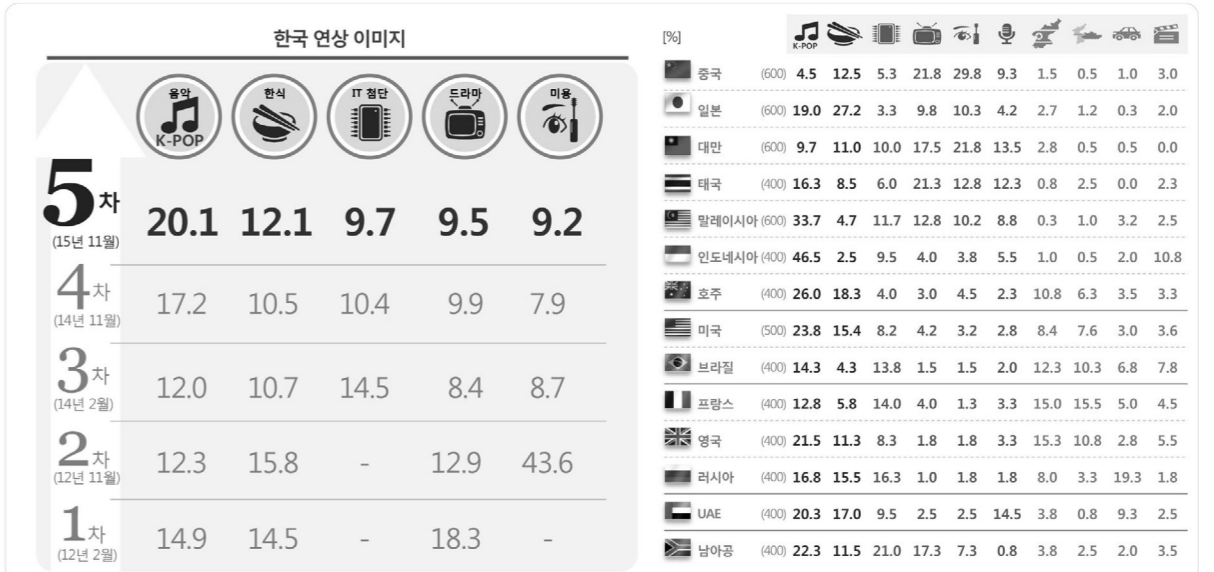 한국 연상 이미지
음악 한식 IT 첨단 드라마 미용
K-POP
5차 20.1 12.1 9.7 9.5 9.2
(15년 11월)
4차 17.2 10.5 10.4 9.9 7.9
(14년 11월)
3차 12.0 10.7 14.5 8.4 8.7
(14년 2월)
2차 12.3 15.8 - 12.9 43.6
(12년 11월)
1차 14.9 14.5 - 18.3 -
(12년 2월)
[%] K-POP
중국 (600) 4.5 12.5 5.3 21.8 29.8 9.3 1.5 0.5 1.0 3.0
일본 (600) 19.0 27.2 3.3 9.8 10.3 4.2 2.7 1.2 0.3 2.0
대만 (600) 9.7 11.0 10.0 17.5 21.8 13.5 2.8 0.5 0.5 0.0
태국 (400) 16.3 8.5 6.0 21.3 12.8 12.3 0.8 2.5 0.0 2.3
말레이시아 (600) 33.7 4.7 11.7 12.8 10.2 8.8 0.3 1.0 3.2 2.5
인도네시아 (400) 46.5 2.5 9.5 4.0 3.8 5.5 1.0 0.5 2.0 10.8
호주 (400) 26.0 18.3 4.0 3.0 4.5 2.3 10.8 6.3 3.5 3.3
미국 (500) 23.8 15.4 8.2 4.2 3.2 2.8 8.4 7.6 3.0 3.6
브라질 (400) 14.3 4.3 13.8 1.5 1.5 2.0 12.3 10.3 6.8 7.8
프랑스 (400) 12.8 5.8 14.0 4.0 1.3 3.3 15.0 15.5 5.0 4.5
영국 (400) 21.5 11.3 8.3 1.8 1.8 3.3 15.3 10.8 2.8 5.5
러시아 (400) 16.8 15.5 16.3 1.0 1.8 1.8 8.0 3.3 19.3 1.8
UAE (400) 20.3 17.0 9.5 2.5 2.5 14.5 3.8 0.8 9.3 2.5
남아공 (400) 22.3 11.5 21.0 17.3 7.3 0.8 3.8 2.5 2.0 3.5